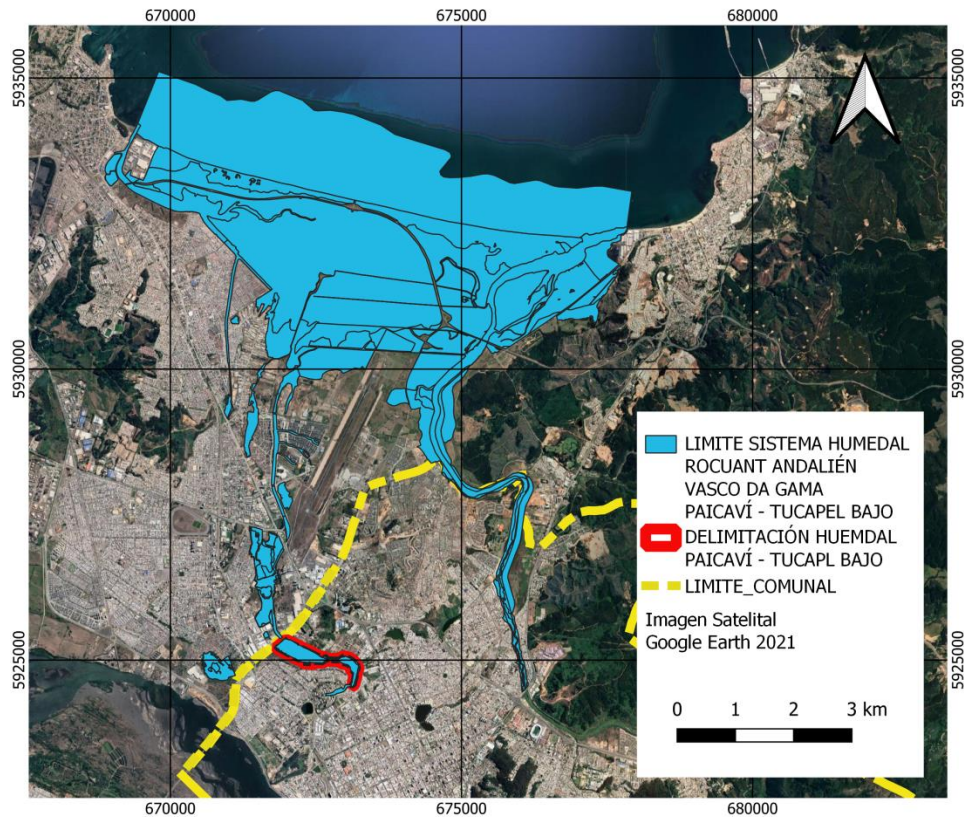 670000
675000
680000
5935000
5935000
5930000
5930000
LIMITE SISTEMA HUMEDAL
ROCUANT ANDALIÉN
VASCO DA GAMA
PAICAVÍ - TUCAPEL BAJO
DELIMITACIÓN HUEMDAL
PAICAVÍ - TUCAPL BAJO
LIMITE_COMUNAL
Imagen Satelital
Google Earth 2021
5925000
5925000
0 1 2 3 km
670000
675000
680000